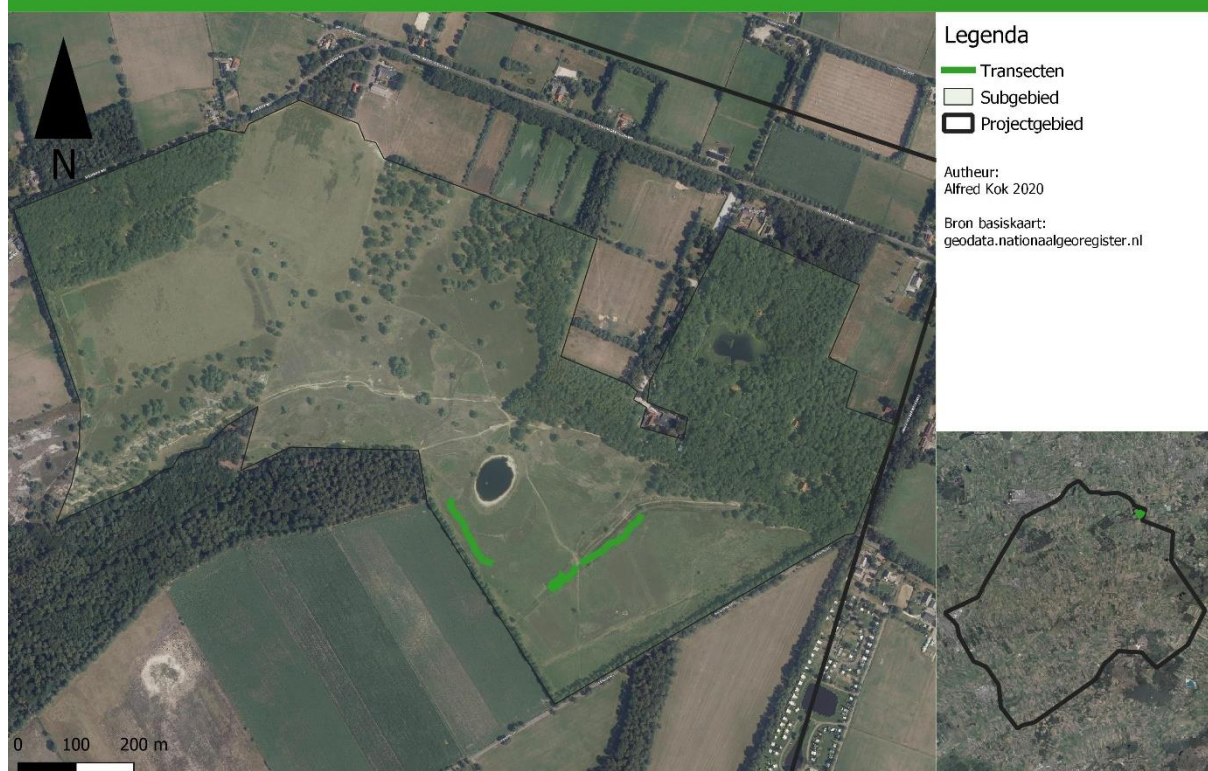 Legenda
Transecten
Subgebied
Projectgebied
Autheur:
Alfred Kok 2020
Bron basiskaart:
geodata.nationaalgeoregister.nl
N
0 100 200 m